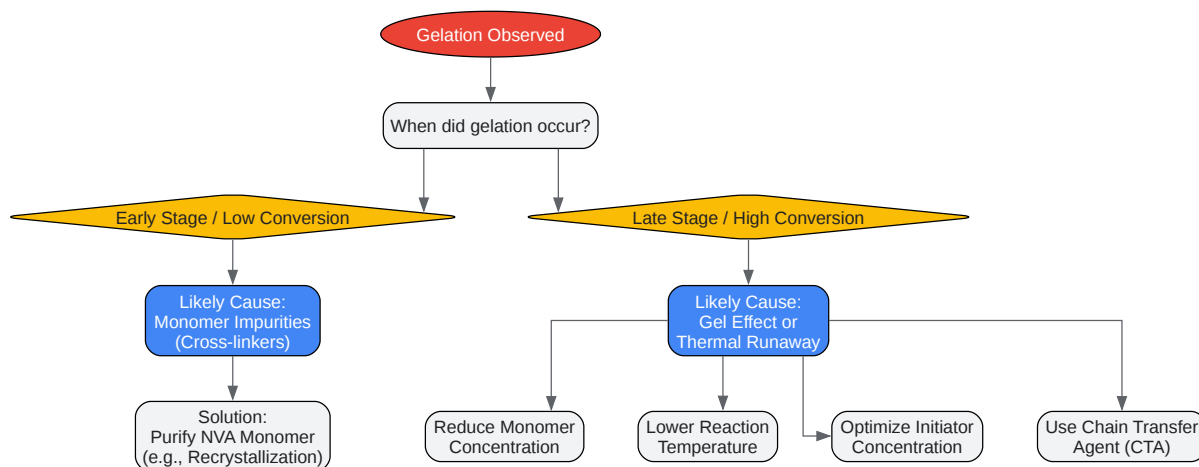 Gelation Observed
When did gelation occur?
Early Stage / Low Conversion
Late Stage / High Conversion
Likely Cause:
Monomer Impurities
(Cross-linkers)
Likely Cause:
Gel Effect or
Thermal Runaway
Solution:
Purify NVA Monomer
(e.g., Recrystallization)
Reduce Monomer
Concentration
Lower Reaction
Temperature
Optimize Initiator
Concentration
Use Chain Transfer
Agent (CTA)